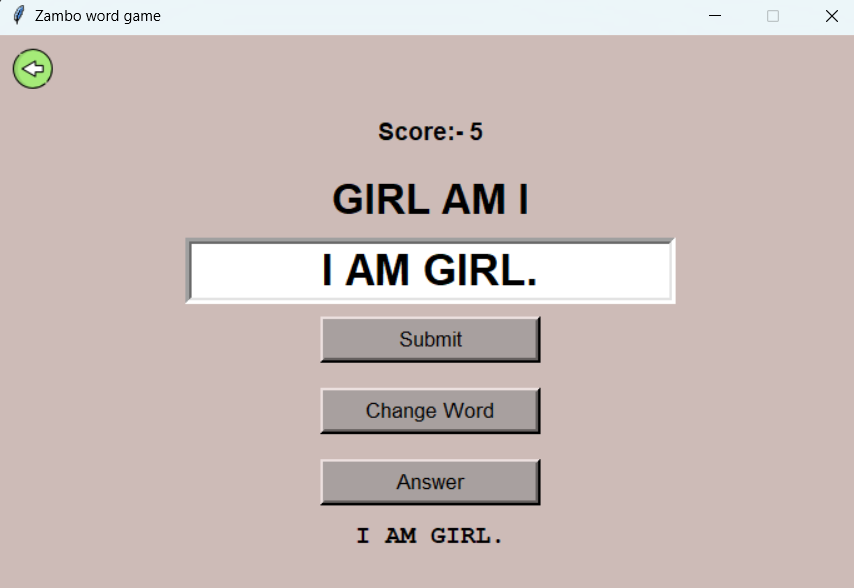 Zambo word game
Score:- 5
GIRL AM I
I AM GIRL.
Submit
Change Word
Answer
I AM GIRL.